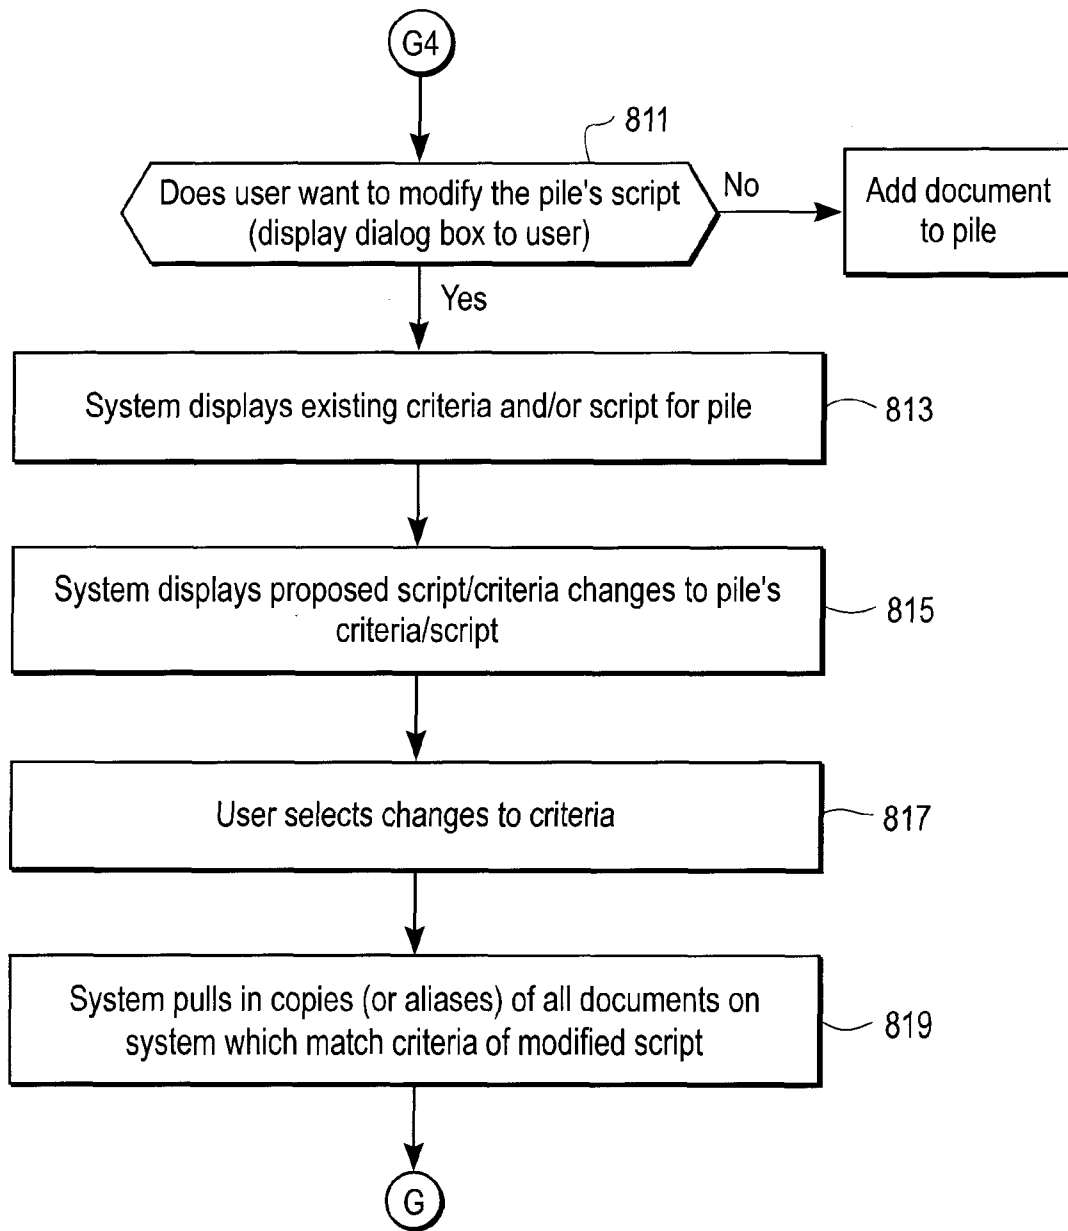 G4
811
Does user want to modify the pile's script
(display dialog box to user)
No
Add document
to pile
Yes
System displays existing criteria and/or script for pile
813
System displays proposed script/criteria changes to pile's
criteria/script
815
User selects changes to criteria
817
System pulls in copies (or aliases) of all documents on
system which match criteria of modified script
819
G